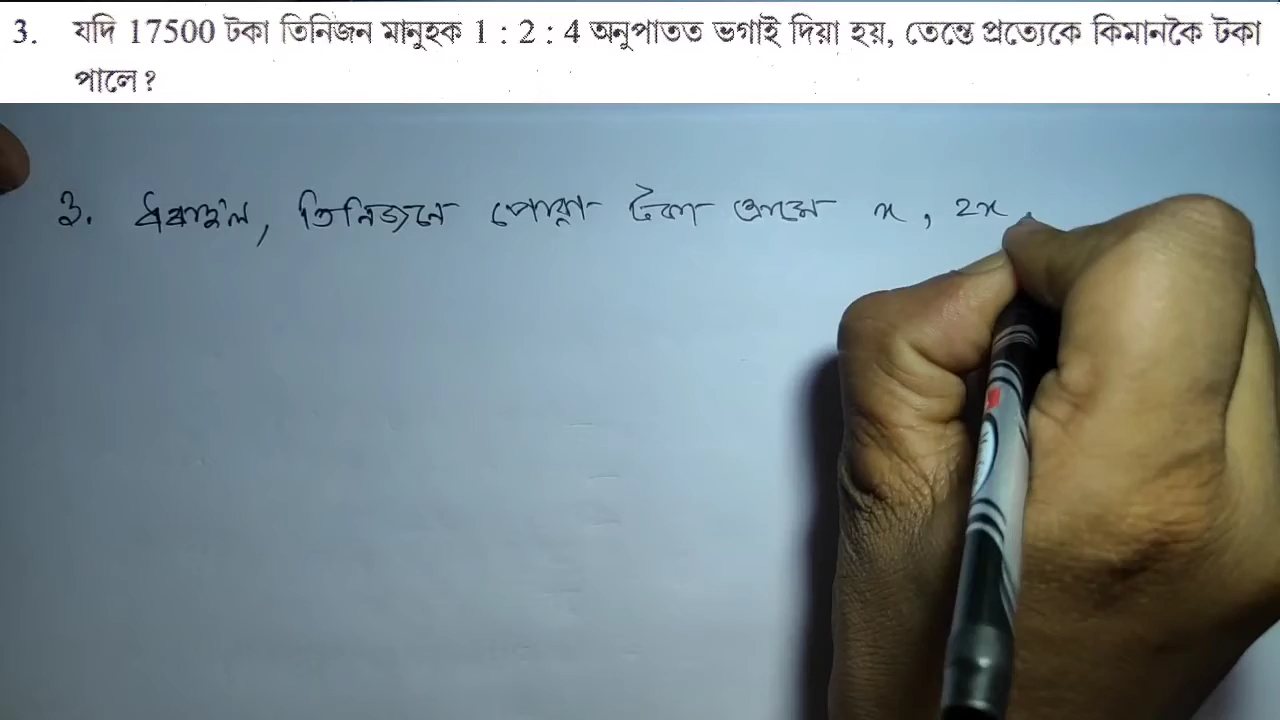 3. যদি 17500 টকা তিনিজন মানুহক 1 : 2 : 4 অনুপাতত ভগাই দিয়া হয়, তেন্তে প্ৰত্যেকে কিমানকৈ টকা
পালে ?
3. ধৰাহ'ল, তিনিজনে পোৱা টকা ক্ৰমে x, 2x,